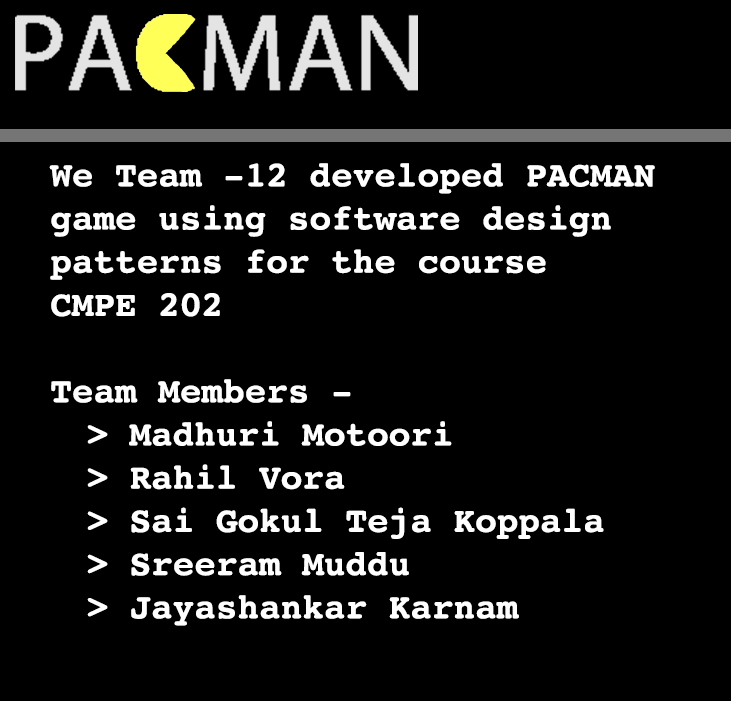 PACMAN
We Team -12 developed PACMAN
game using software design
patterns for the course
CMPE 202
Team Members -
> Madhuri Motoori
> Rahil Vora
> Sai Gokul Teja Koppala
> Sreeram Muddu
> Jayashankar Karnam